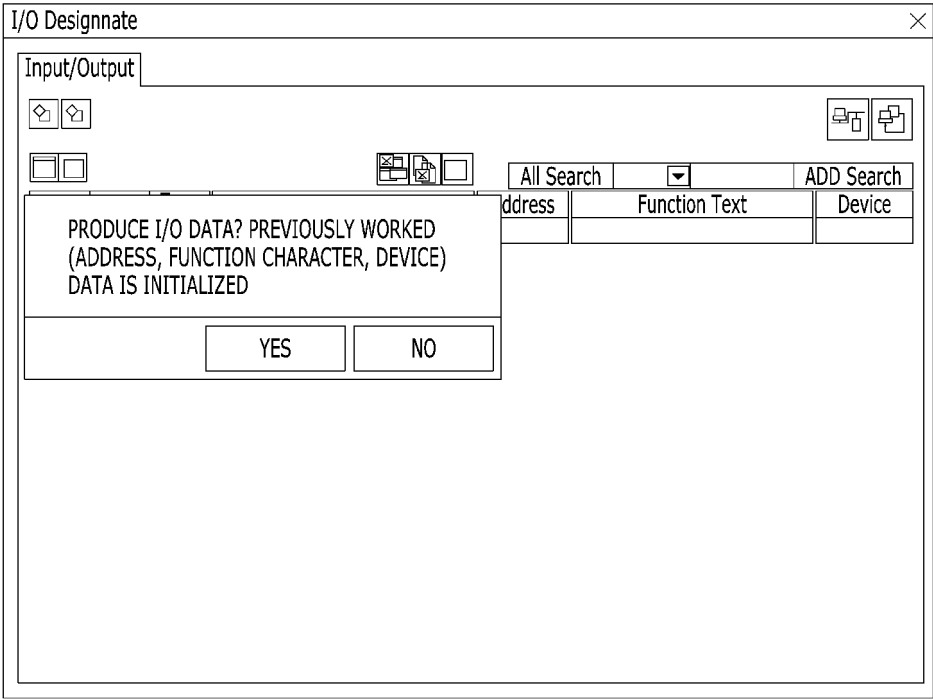 I/O Designnate
Input/Output
All Search ADD Search
ddress Function Text Device
PRODUCE I/O DATA? PREVIOUSLY WORKED
(ADDRESS, FUNCTION CHARACTER, DEVICE)
DATA IS INITIALIZED
YES NO